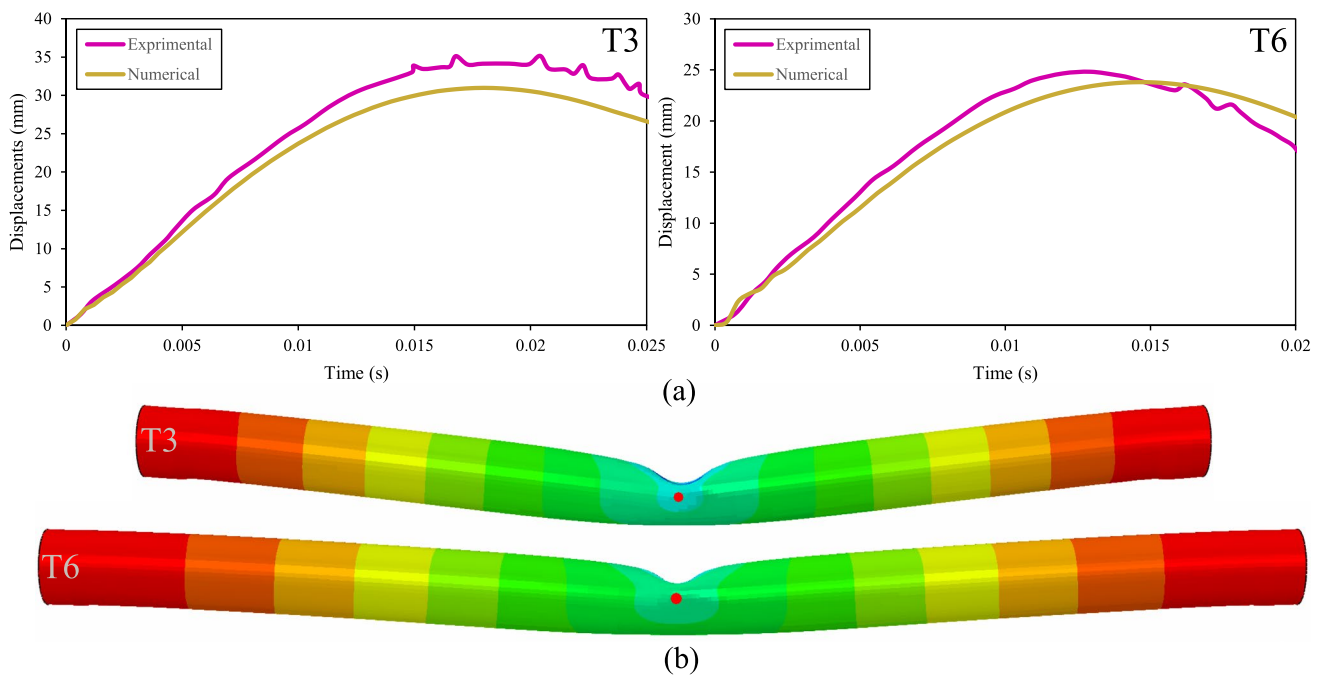 T3
Exprimental
Numerical
Displacements (mm)
40
35
30
25
20
15
10
5
0
0 0.005 0.01 0.015 0.02 0.025
Time (s)
T6
Exprimental
Numerical
Displacement (mm)
30
25
20
15
10
5
0
0 0.005 0.01 0.015 0.02
Time (s)
(a)
T3
T6
(b)